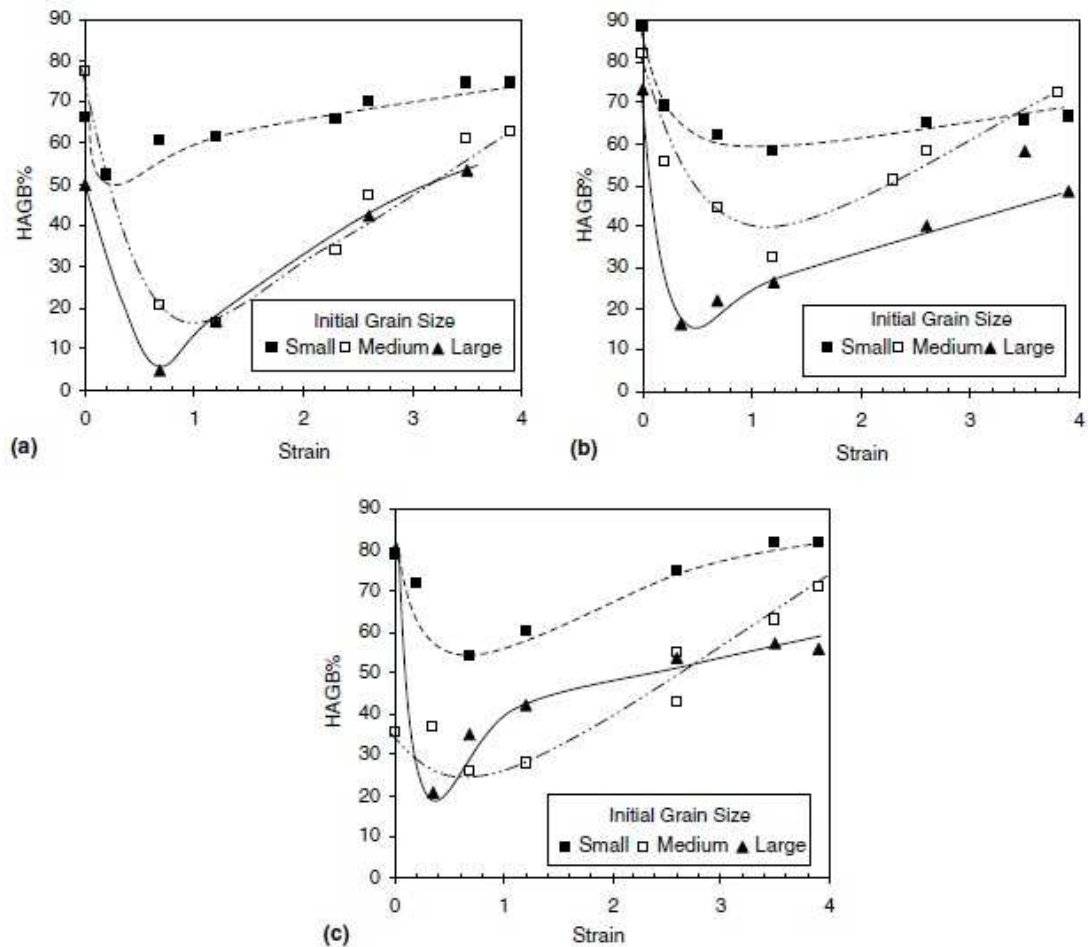 90
80
70
60
50
40
30
20
10
0
HAGB%
Initial Grain Size
■ Small □ Medium ▲ Large
0 1 2 3 4
Strain
(a)
90
80
70
60
50
40
30
20
10
0
HAGB%
Initial Grain Size
■ Small □ Medium ▲ Large
0 1 2 3 4
Strain
(b)
90
80
70
60
50
40
30
20
10
0
HAGB%
Initial Grain Size
■ Small □ Medium ▲ Large
0 1 2 3 4
Strain
(c)